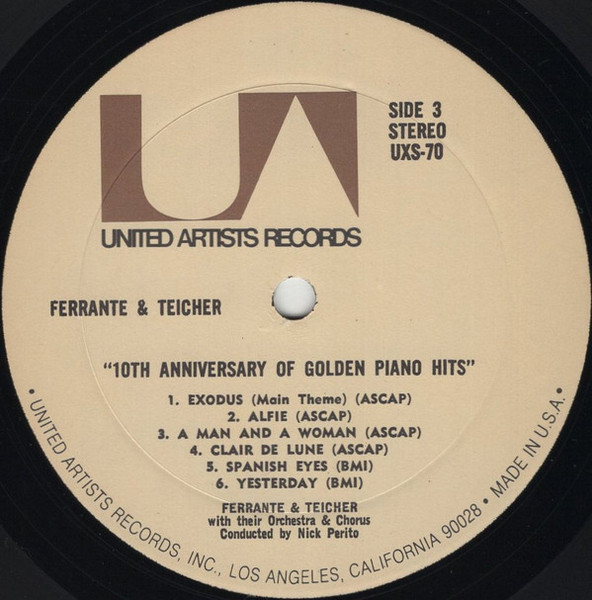 UA
SIDE 3
STEREO
UXS-70
UNITED ARTISTS RECORDS
FERRANTE & TEICHER
"10TH ANNIVERSARY OF GOLDEN PIANO HITS"
1. EXODUS (Main Theme) (ASCAP)
2. ALFIE (ASCAP)
3. A MAN AND A WOMAN (ASCAP)
4. CLAIR DE LUNE (ASCAP)
5. SPANISH EYES (BMI)
6. YESTERDAY (BMI)
FERRANTE & TEICHER
with their Orchestra & Chorus
Conducted by Nick Perito
• UNITED ARTISTS RECORDS, INC., LOS ANGELES, CALIFORNIA 90028 • MADE IN U.S.A. •